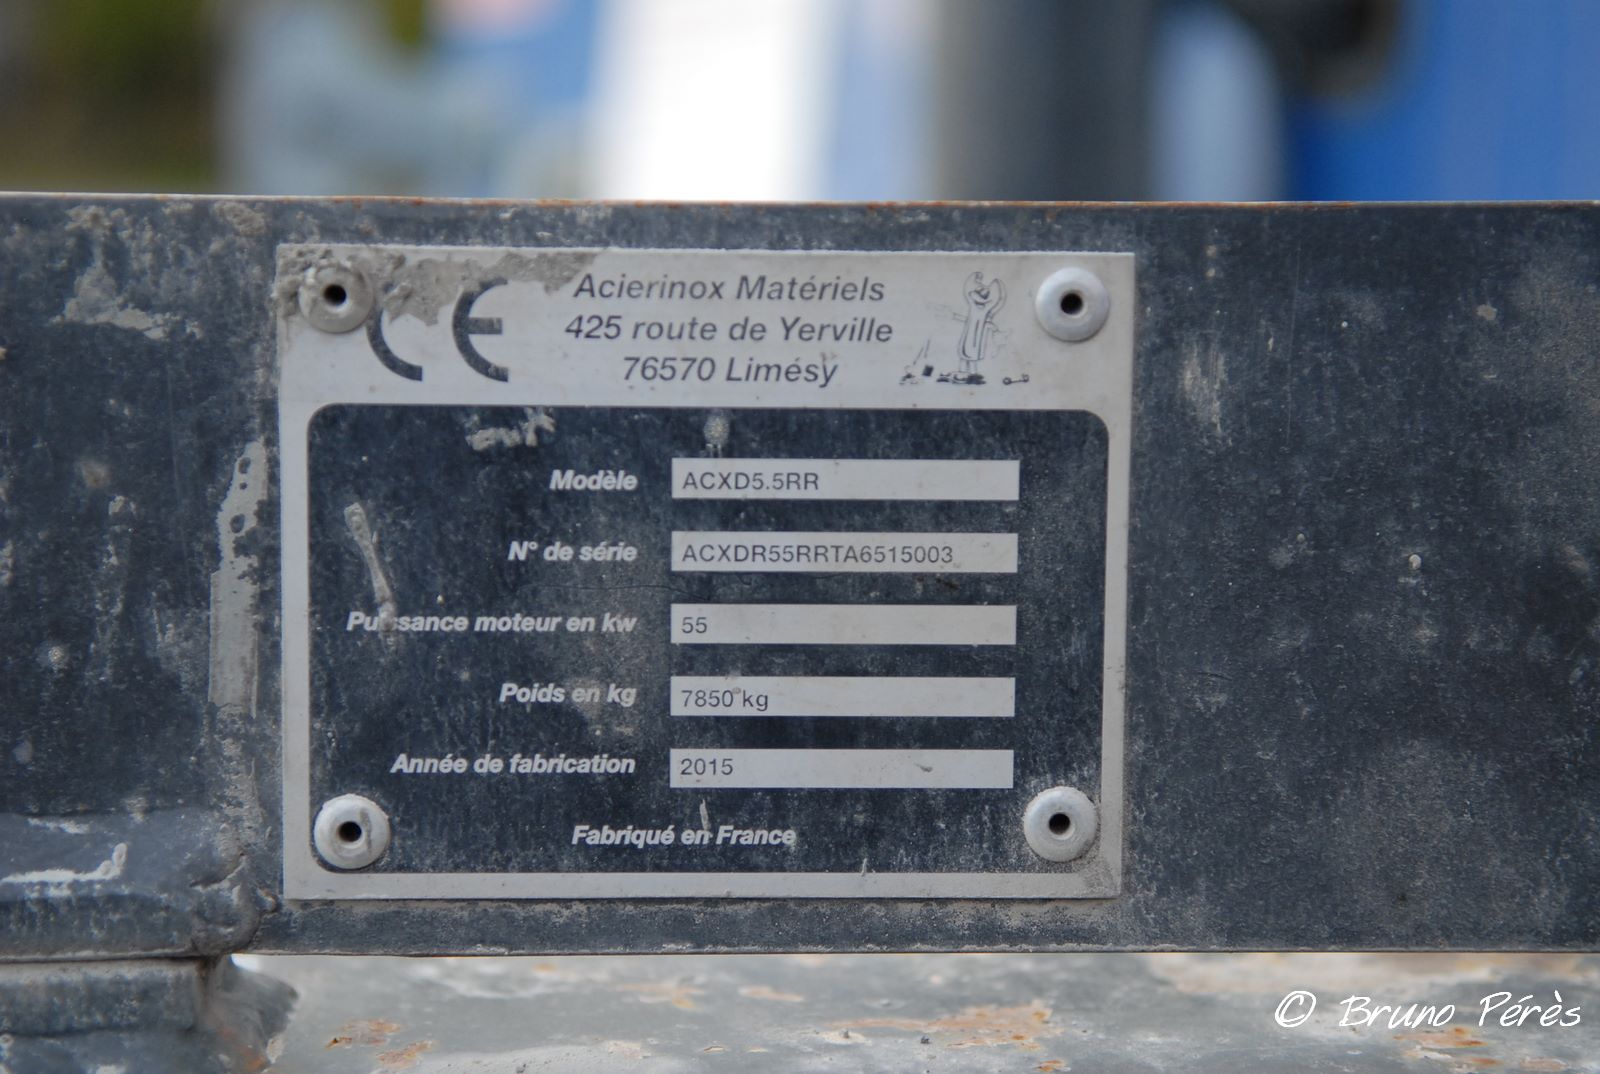 CE
Acierinox Matériels
425 route de Yerville
76570 Limésy
Modèle ACXD5.5RR
N° de série ACXDR55RRTA6515003
Puissance moteur en kw 55
Poids en kg 7850 kg
Année de fabrication 2015
Fabriqué en France
© Bruno Pérès